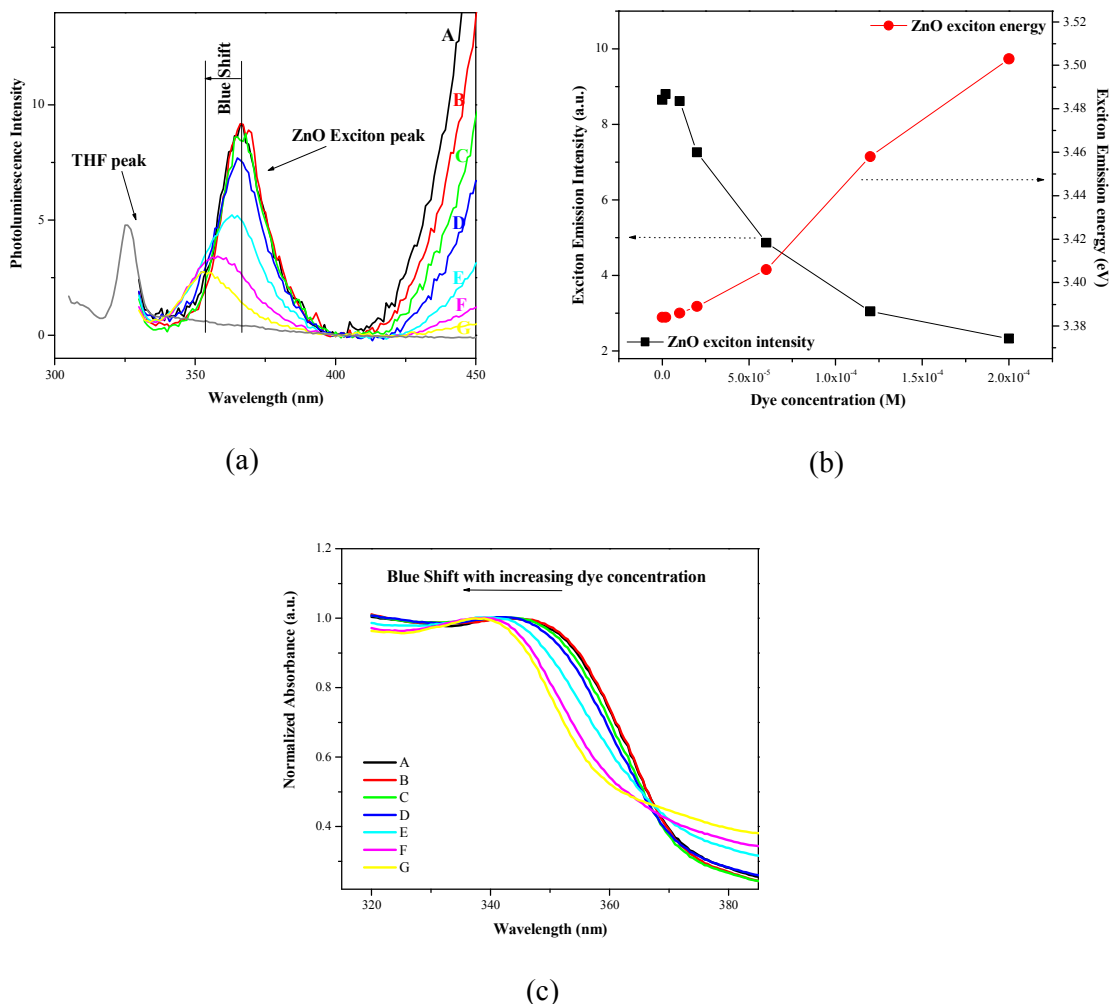 Photoluminescence Intensity
10
5
0
300
325
350
375
400
425
450
Wavelength (nm)
Blue Shift
THF peak
ZnO Exciton peak
A
B
C
D
E
F
G
(a)
Exciton Emission Intensity (a.u.)
10
8
6
4
2
ZnO exciton energy
ZnO exciton intensity
3.52
3.50
3.48
3.46
3.44
3.42
3.40
3.38
Exciton Emission energy
(eV)
0.0
5.0x10-5
1.0x10-4
1.5x10-4
2.0x10-4
Dye concentration (M)
(b)
Normalized Absorbance (a.u.)
1.2
1.0
0.8
0.6
0.4
Blue Shift with increasing dye concentration
A
B
C
D
E
F
G
320
340
360
380
Wavelength (nm)
(c)